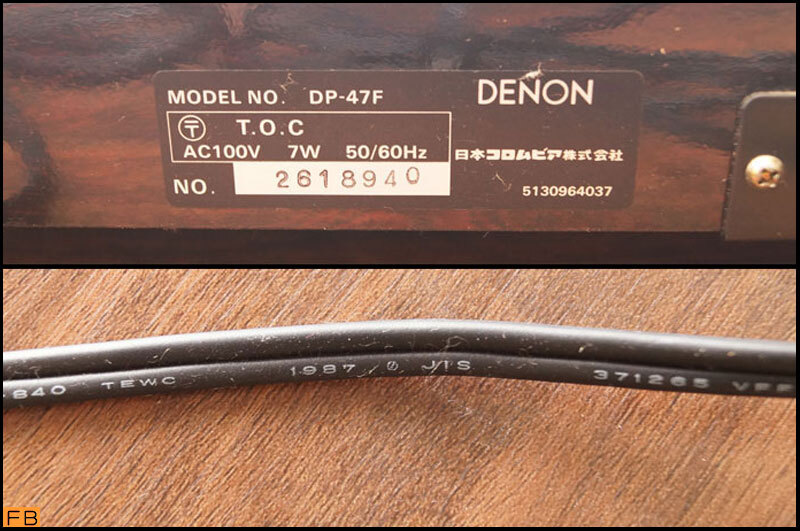 MODEL NO. DP-47F DENON
〒 T.O.C
AC100V 7W 50/60Hz 日本コロムビア株式会社
NO. 2618940 5130964037
840 TEWC 1987 JIS 371265 VFF
FB